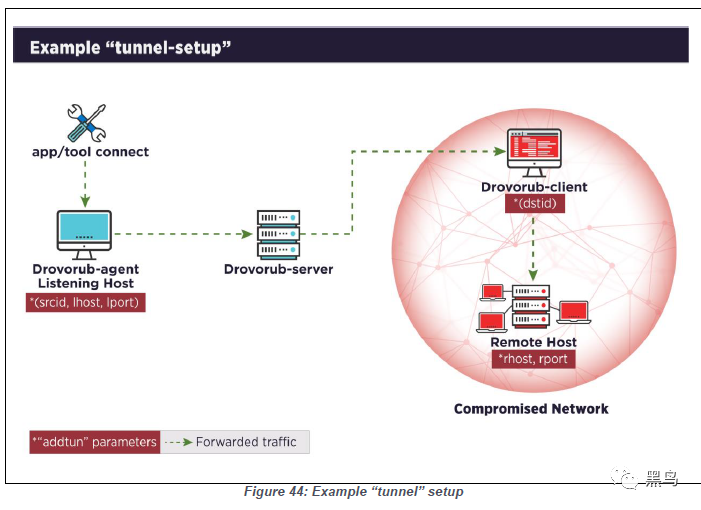 Example “tunnel-setup”
app/tool connect
Drovorub-agent
Listening Host
*(srcid, lhost, lport)
Drovorub-server
Drovorub-client
*(dstid)
Remote Host
*rhost, rport
Compromised Network
*“addtun” parameters
Forwarded traffic
黑鸟
Figure 44: Example “tunnel” setup